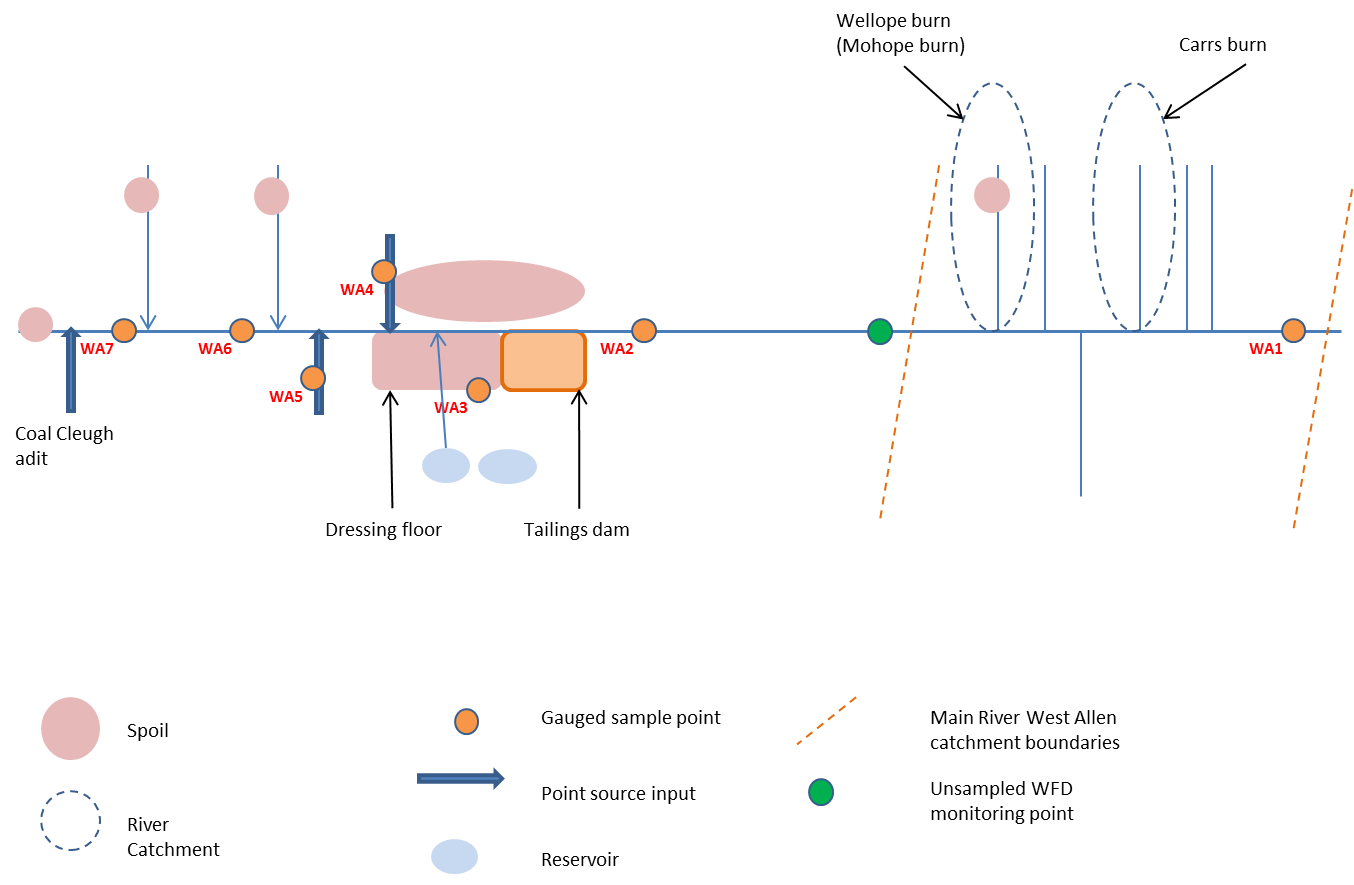 Wellope burn
(Mohope burn)
Carrs burn
WA4
WA7
WA6
WA2
WA1
WA5
WA3
Coal Cleugh
adit
Dressing floor
Tailings dam
Spoil
Gauged sample point
Main River West Allen
catchment boundaries
Point source input
Unsampled WFD
monitoring point
River
Catchment
Reservoir